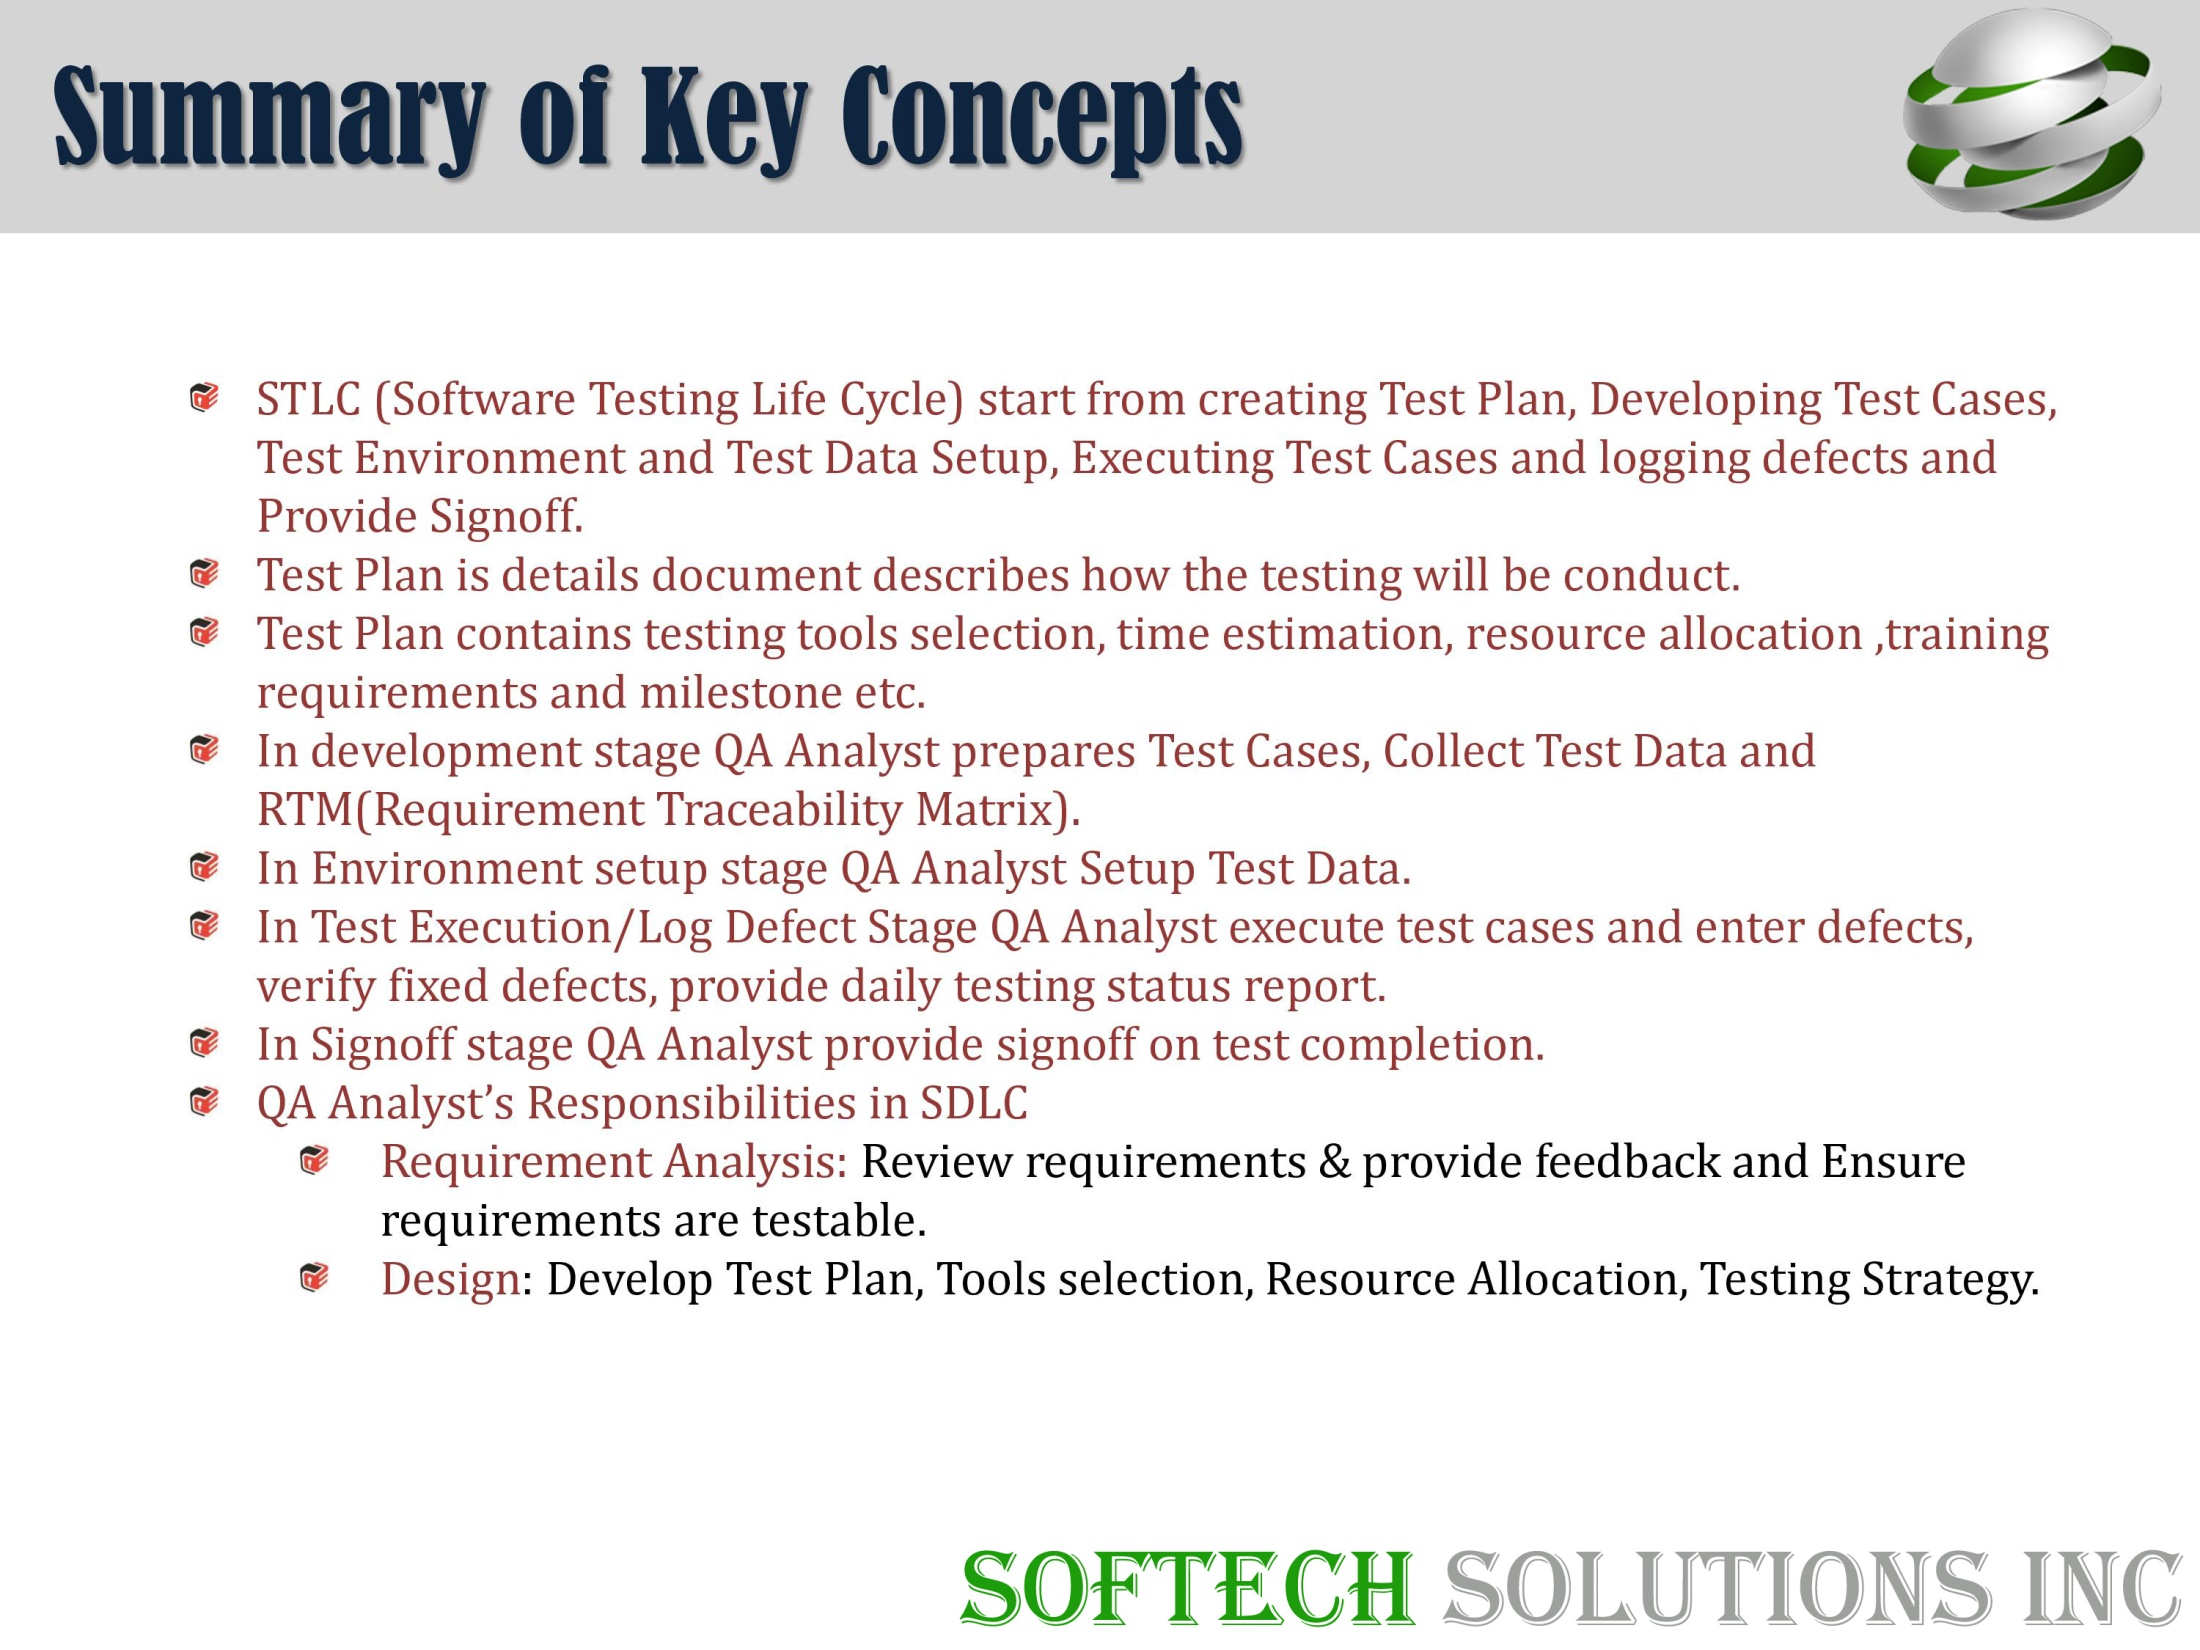 Summary of Key Concepts
STLC (Software Testing Life Cycle) start from creating Test Plan, Developing Test Cases,
Test Environment and Test Data Setup, Executing Test Cases and logging defects and
Provide Signoff.
Test Plan is details document describes how the testing will be conduct.
Test Plan contains testing tools selection, time estimation, resource allocation ,training
requirements and milestone etc.
In development stage QA Analyst prepares Test Cases, Collect Test Data and
RTM(Requirement Traceability Matrix).
In Environment setup stage QA Analyst Setup Test Data.
In Test Execution/Log Defect Stage QA Analyst execute test cases and enter defects,
verify fixed defects, provide daily testing status report.
In Signoff stage QA Analyst provide signoff on test completion.
QA Analyst’s Responsibilities in SDLC
Requirement Analysis: Review requirements & provide feedback and Ensure
requirements are testable.
Design: Develop Test Plan, Tools selection, Resource Allocation, Testing Strategy.
SOFTECH SOLUTIONS INC